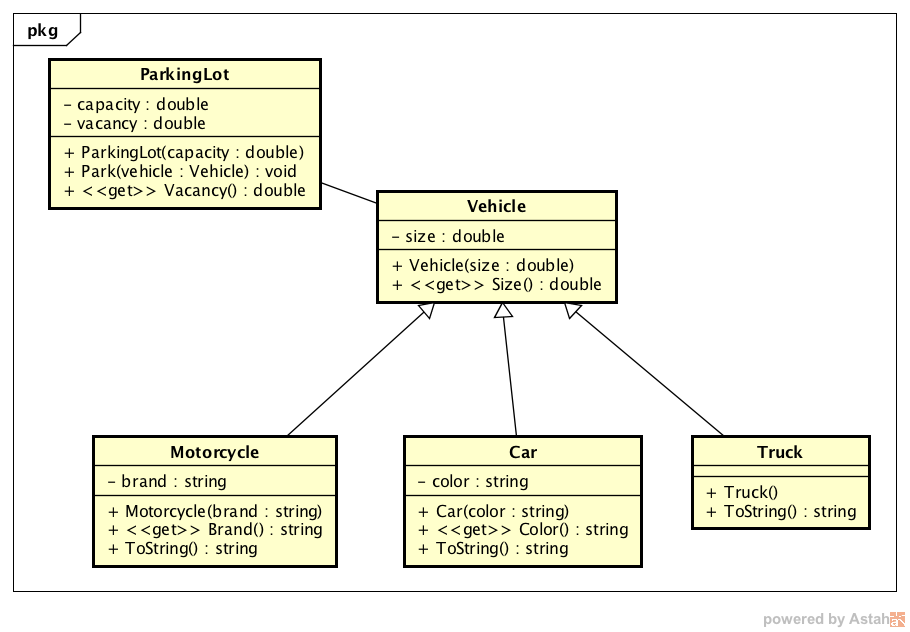 pkg
ParkingLot
- capacity : double
- vacancy : double
+ ParkingLot(capacity : double)
+ Park(vehicle : Vehicle) : void
+ <<get>> Vacancy() : double
Vehicle
- size : double
+ Vehicle(size : double)
+ <<get>> Size() : double
Motorcycle
- brand : string
+ Motorcycle(brand : string)
+ <<get>> Brand() : string
+ ToString() : string
Car
- color : string
+ Car(color : string)
+ <<get>> Color() : string
+ ToString() : string
Truck
+ Truck()
+ ToString() : string
powered by Astah